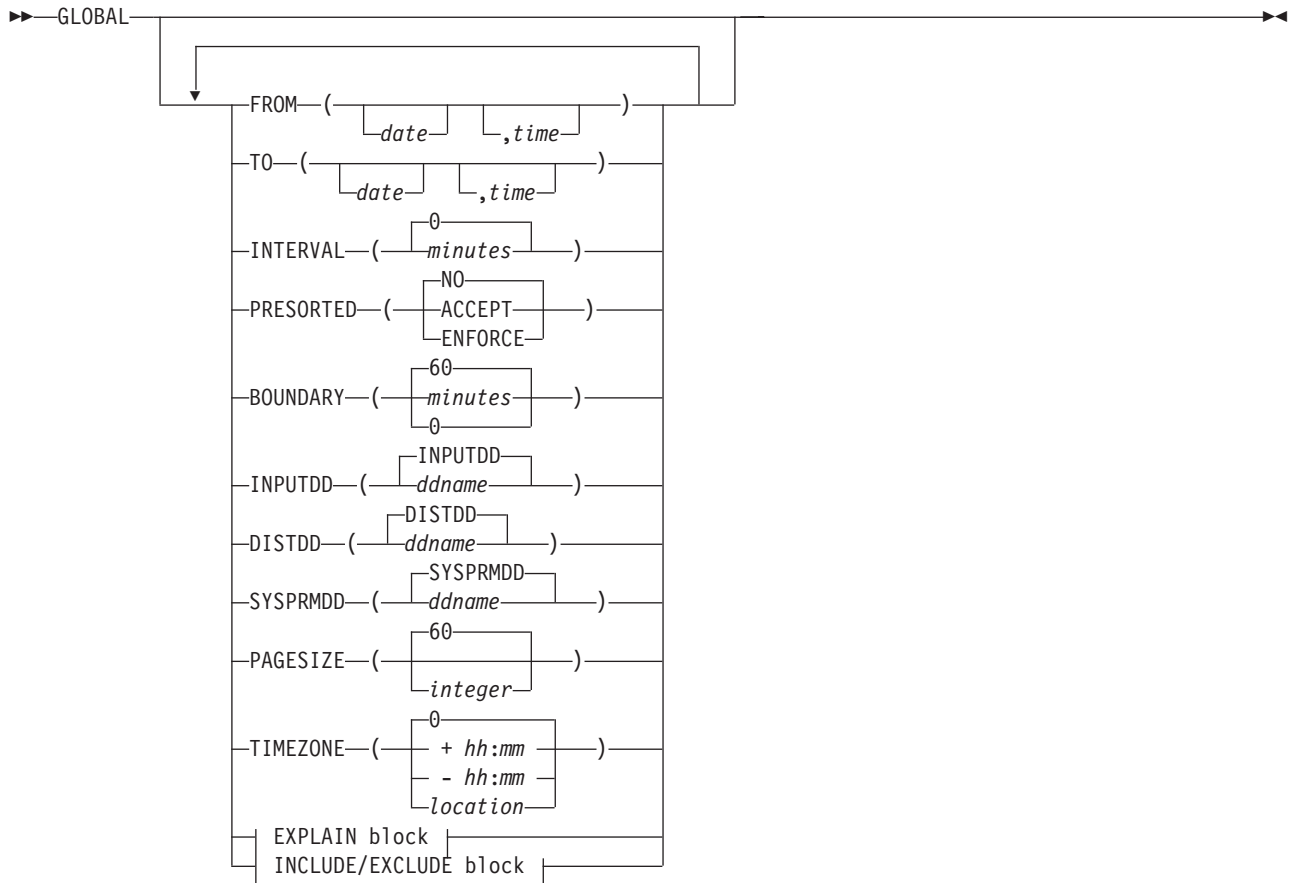 GLOBAL
FROM ( date ,time )
TO ( date ,time )
0
INTERVAL ( minutes )
NO
PRESORTED ( ACCEPT )
ENFORCE
60
BOUNDARY ( minutes )
0
INPUTDD
INPUTDD ( ddname )
DISTDD
DISTDD ( ddname )
SYSPRMDD
SYSPRMDD ( ddname )
60
PAGESIZE ( )
integer
0
TIMEZONE ( + hh:mm )
- hh:mm
location
EXPLAIN block
INCLUDE/EXCLUDE block